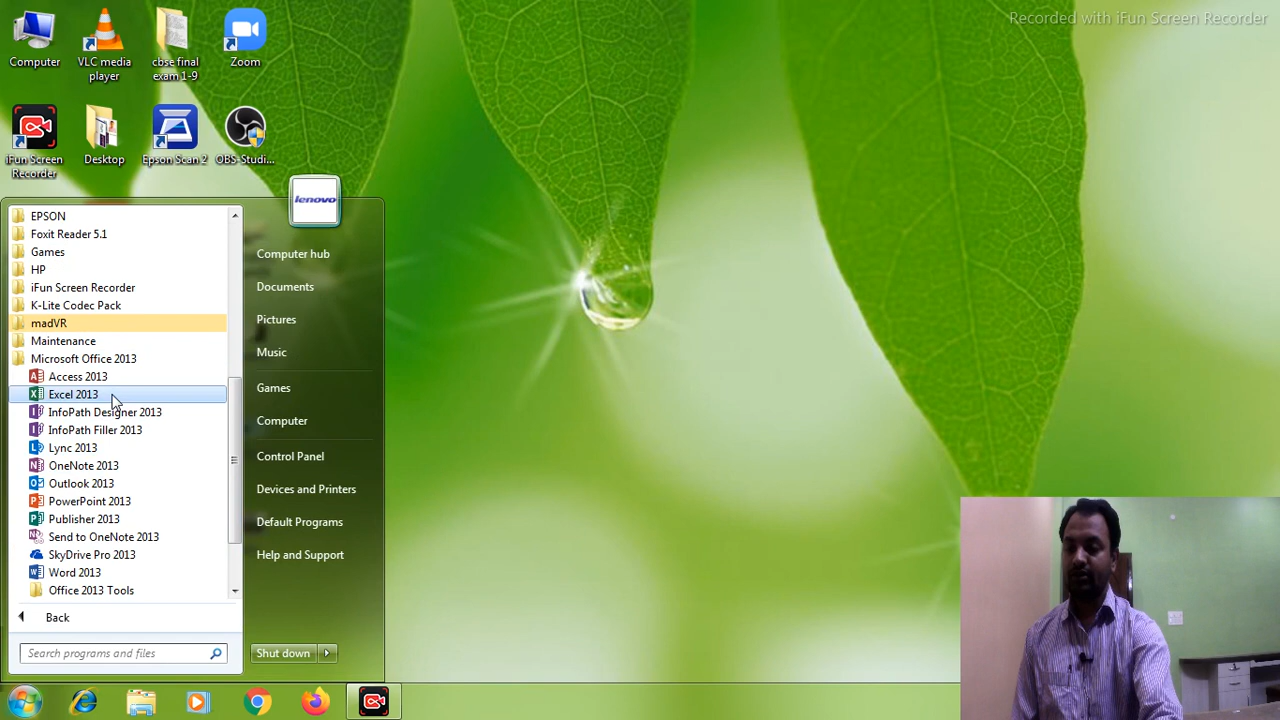 Recorded with iFun Screen Recorder
Computer
VLC media
player
cbse final
exam 1-9
Zoom
iFun Screen
Recorder
Desktop
Epson Scan 2
OBS-Studi...
lenovo
EPSON
Foxit Reader 5.1
Games
HP
iFun Screen Recorder
K-Lite Codec Pack
madVR
Maintenance
Microsoft Office 2013
Access 2013
Excel 2013
InfoPath Designer 2013
InfoPath Filler 2013
Lync 2013
OneNote 2013
Outlook 2013
PowerPoint 2013
Publisher 2013
Send to OneNote 2013
SkyDrive Pro 2013
Word 2013
Office 2013 Tools
Back
Search programs and files
Computer hub
Documents
Pictures
Music
Games
Computer
Control Panel
Devices and Printers
Default Programs
Help and Support
Shut down